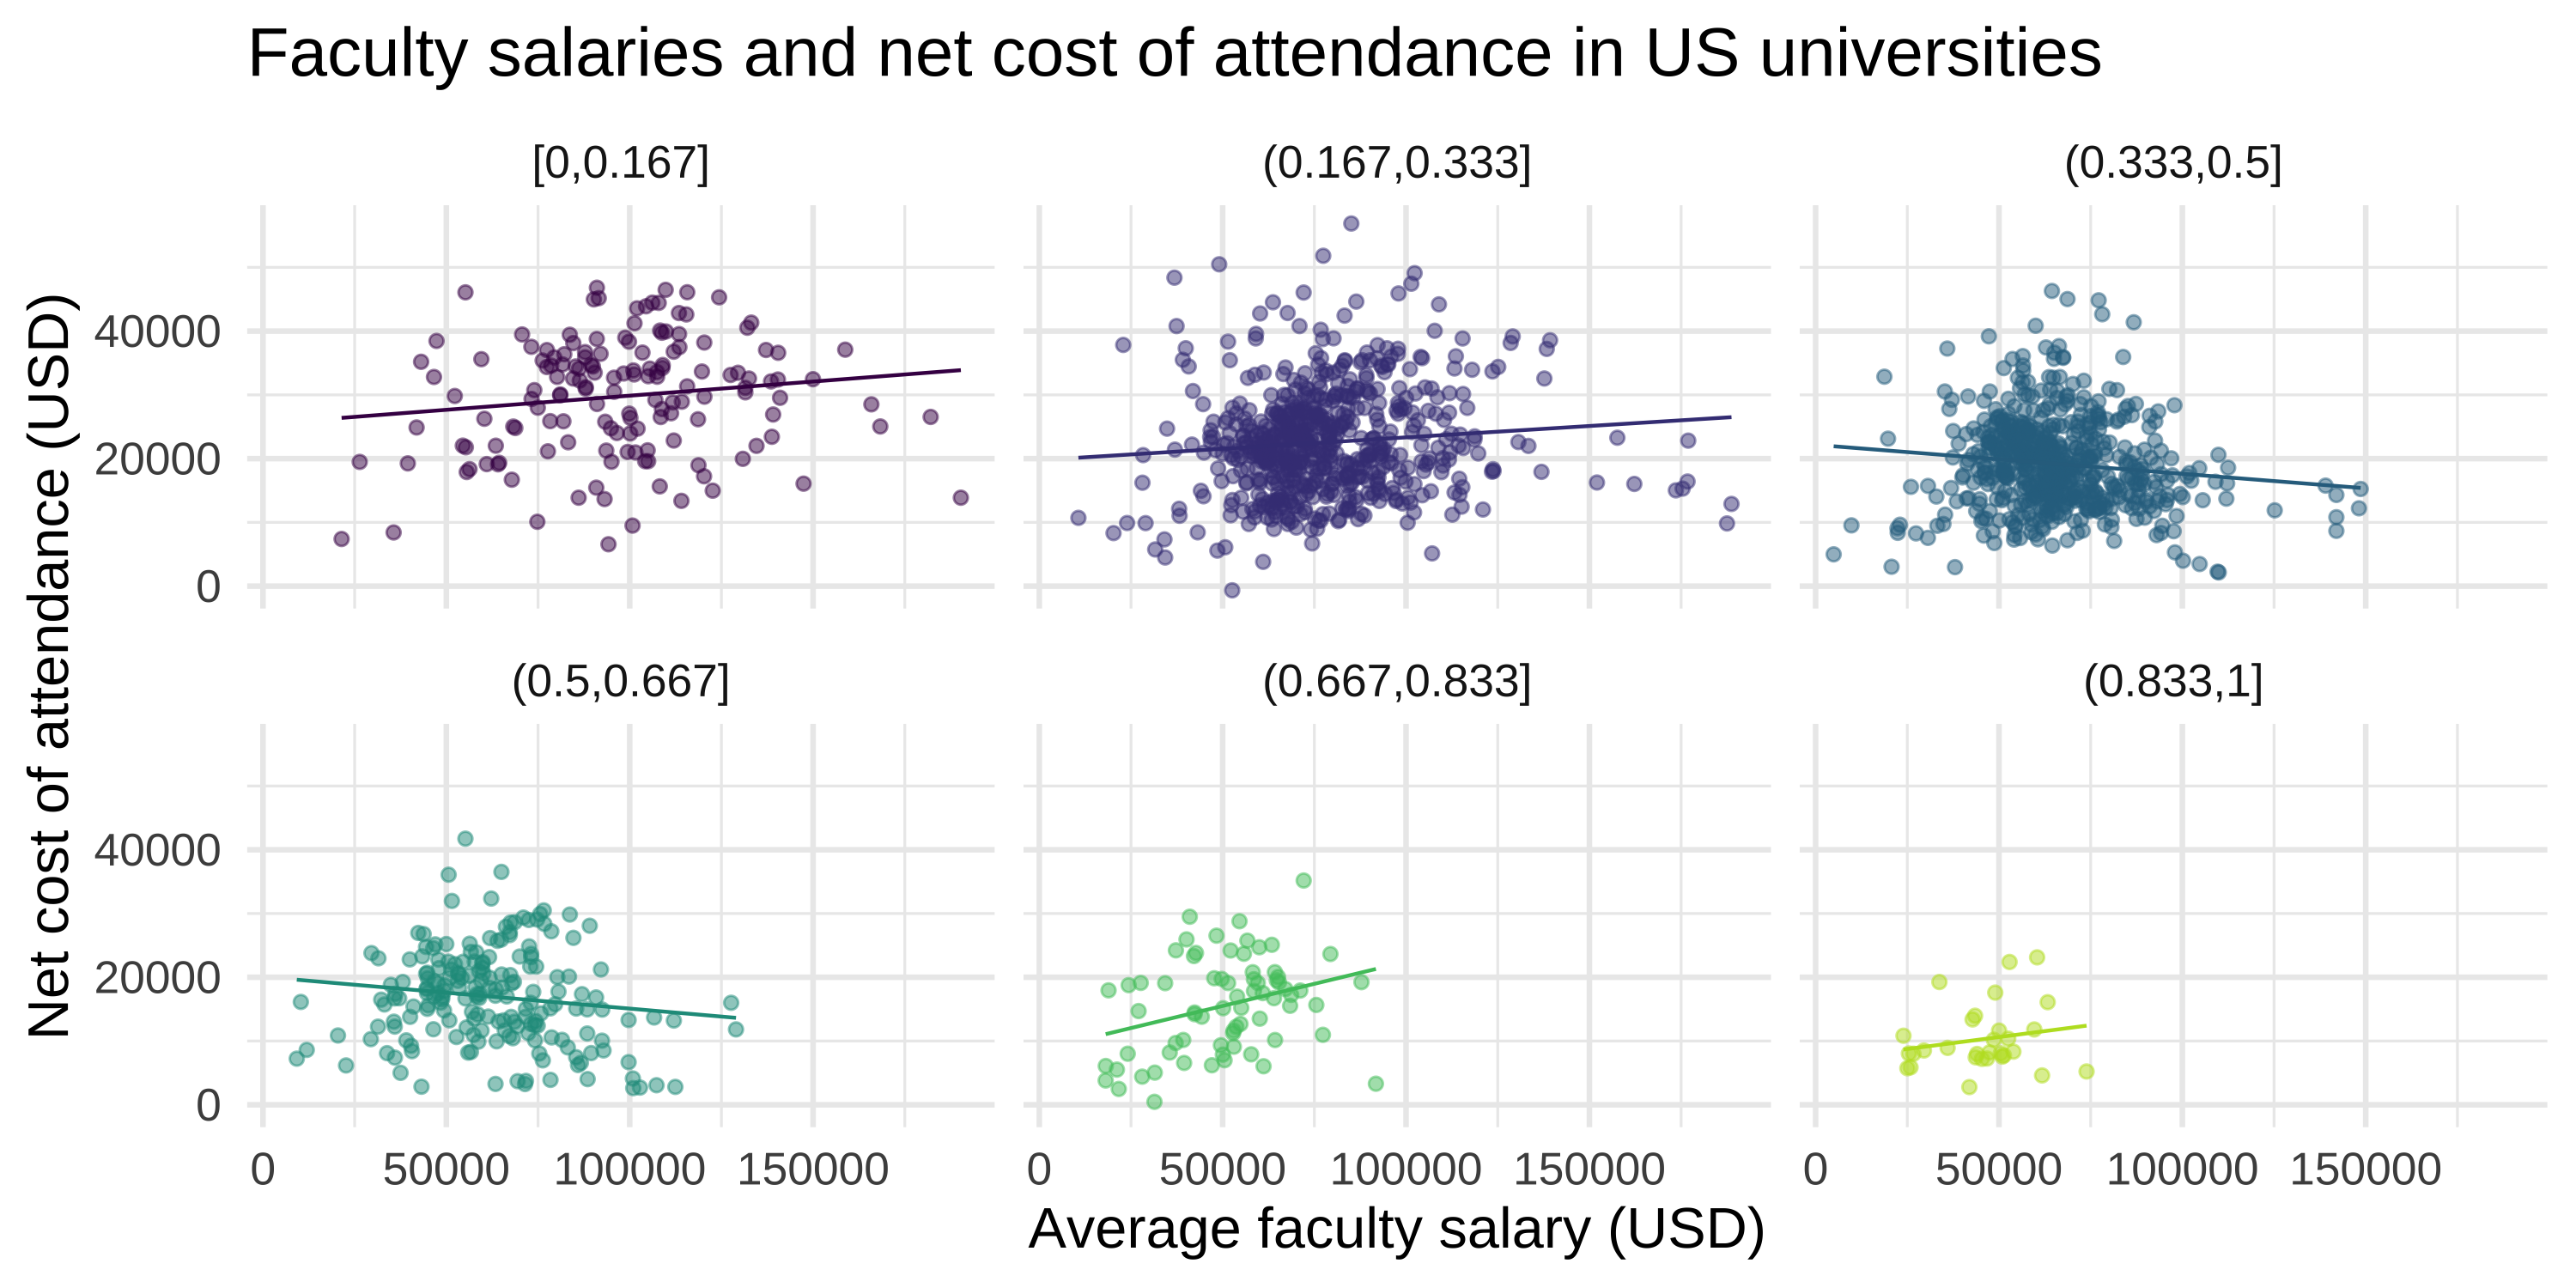 Faculty salaries and net cost of attendance in US universities
[0,0.167]
(0.167,0.333]
(0.333,0.5]
40000
20000
0
(0.5,0.667]
(0.667,0.833]
(0.833,1]
40000
20000
0
Net cost of attendance (USD)
0 50000 100000 150000
0 50000 100000 150000
0 50000 100000 150000
Average faculty salary (USD)